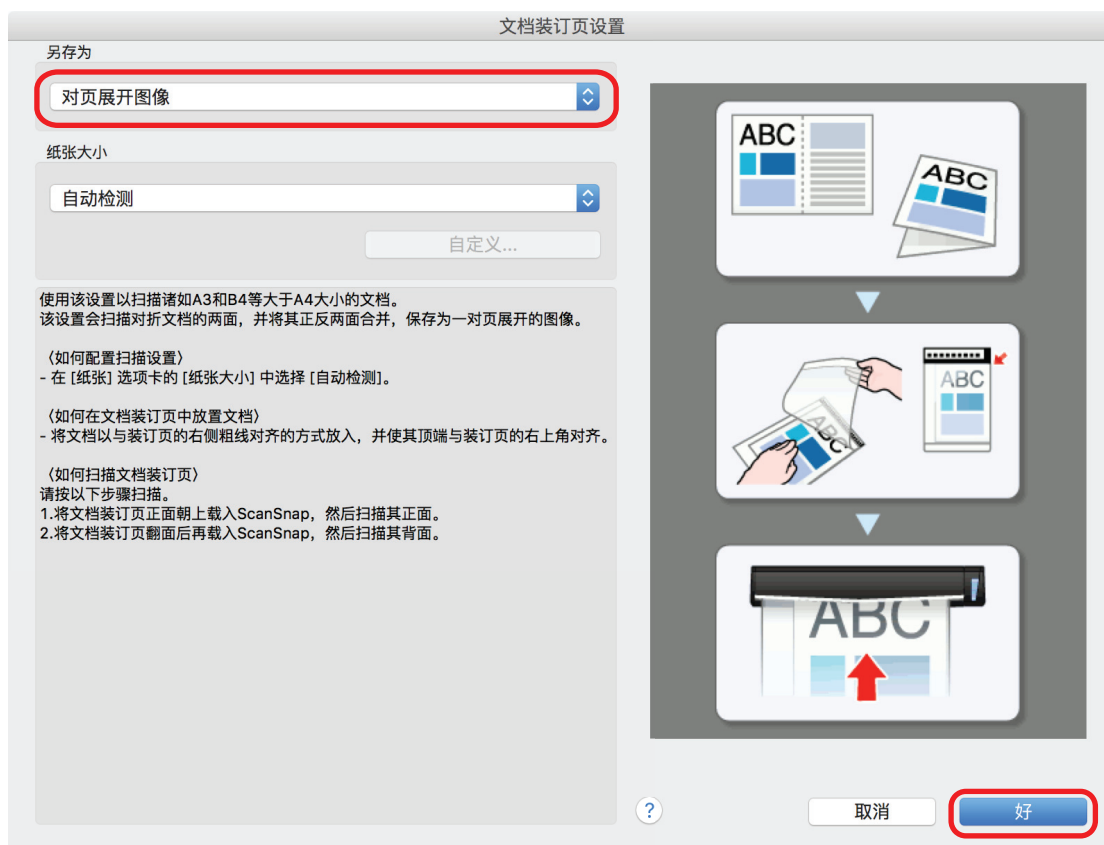 文档装订页设置
另存为
对页展开图像
纸张大小
自动检测
自定义...
使用该设置以扫描诸如A3和B4等大于A4大小的文档。
该设置会扫描对折文档的两面，并将其正反两面合并，保存为一对页展开的图像。
〈如何配置扫描设置〉
- 在 [纸张] 选项卡的 [纸张大小] 中选择 [自动检测]。
〈如何在文档装订页中放置文档〉
- 将文档以与装订页的右侧粗线对齐的方式放入，并使其顶端与装订页的右上角对齐。
〈如何扫描文档装订页〉
请按以下步骤扫描。
1.将文档装订页正面朝上载入ScanSnap，然后扫描其正面。
2.将文档装订页翻面后再载入ScanSnap，然后扫描其背面。
ABC
ABC
ABC
ABC
ABC
?
取消
好